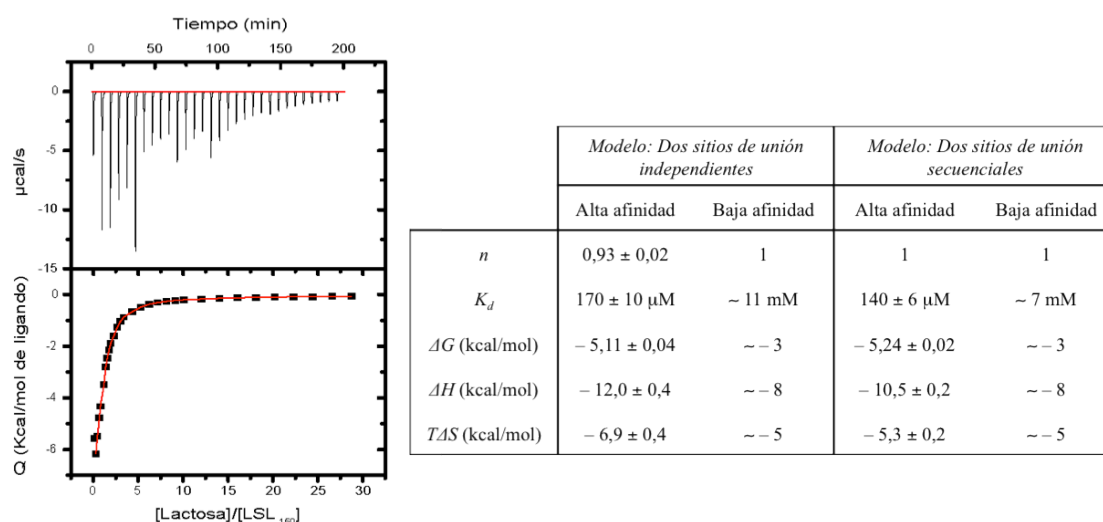 Tiempo (min)
0 50 100 150 200
0
-5
-10
-15
µcal/s
0
-2
-4
-6
Q (Kcal/mol de ligando)
0 5 10 15 20 25 30
[Lactosa]/[LSL160]
Modelo: Dos sitios de unión independientes
Modelo: Dos sitios de unión secuenciales
Alta afinidad Baja afinidad Alta afinidad Baja afinidad
n 0,93 ± 0,02 1 1 1
Kd 170 ± 10 µM ~ 11 mM 140 ± 6 µM ~ 7 mM
ΔG (kcal/mol) – 5,11 ± 0,04 ~ – 3 – 5,24 ± 0,02 ~ – 3
ΔH (kcal/mol) – 12,0 ± 0,4 ~ – 8 – 10,5 ± 0,2 ~ – 8
TΔS (kcal/mol) – 6,9 ± 0,4 ~ – 5 – 5,3 ± 0,2 ~ – 5